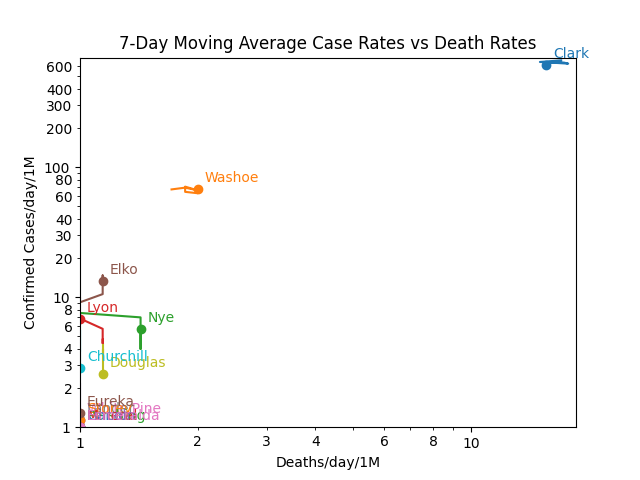 7-Day Moving Average Case Rates vs Death Rates
Clark
600
400
300
200
Washoe
100
80
60
40
30
20
Elko
10
Lyon
8
Nye
6
4
Churchill
3
Douglas
2
Eureka
1
1
2
3
4
6
8
10
Confirmed Cases/day/1M
Deaths/day/1M